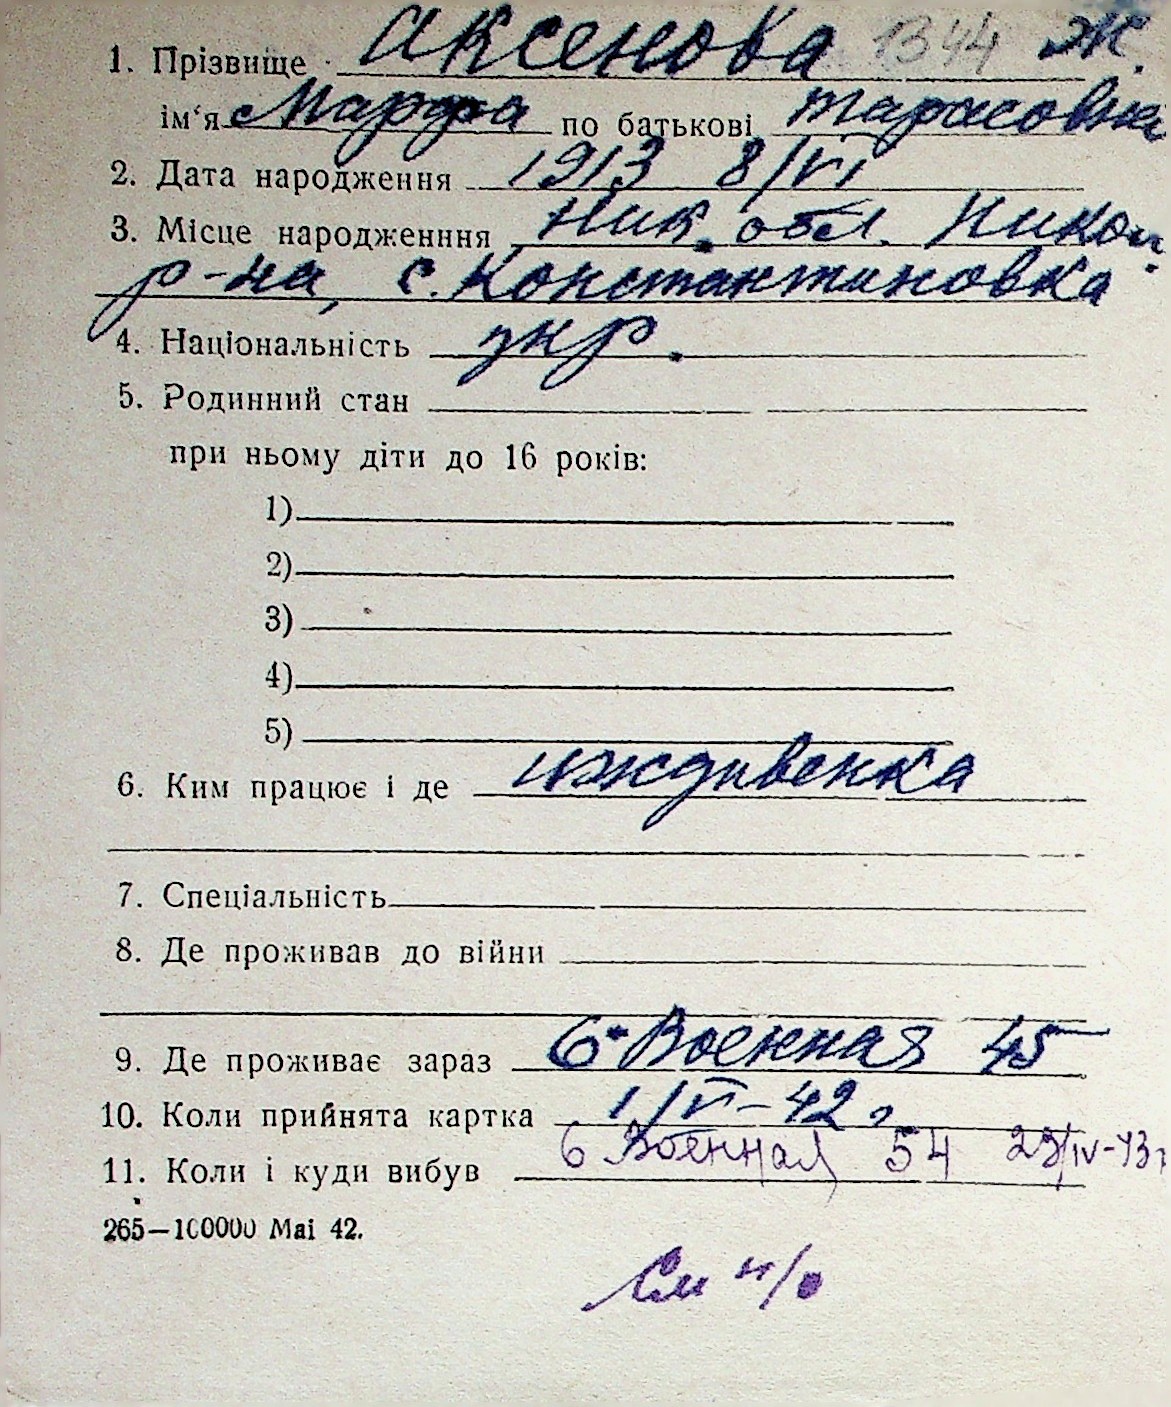 1. Прізвище Аксенова 1344 Ж.
ім'я Марфа по батькові Тарасовна
2. Дата народження 1913 8/VI
3. Місце народженння Ник. обл. Никол.
р-на, с. Константиновка
4. Національність укр.
5. Родинний стан
при ньому діти до 16 років:
1)
2)
3)
4)
5)
6. Ким працює і де иждивенка
7. Спеціальність
8. Де проживав до війни
9. Де проживає зараз 6-Военная 45
10. Коли прийнята картка 1/VI-42 г.
11. Коли і куди вибув 6 Военная 54 23/IV-43 г
265—100000 Mai 42.
См н/о